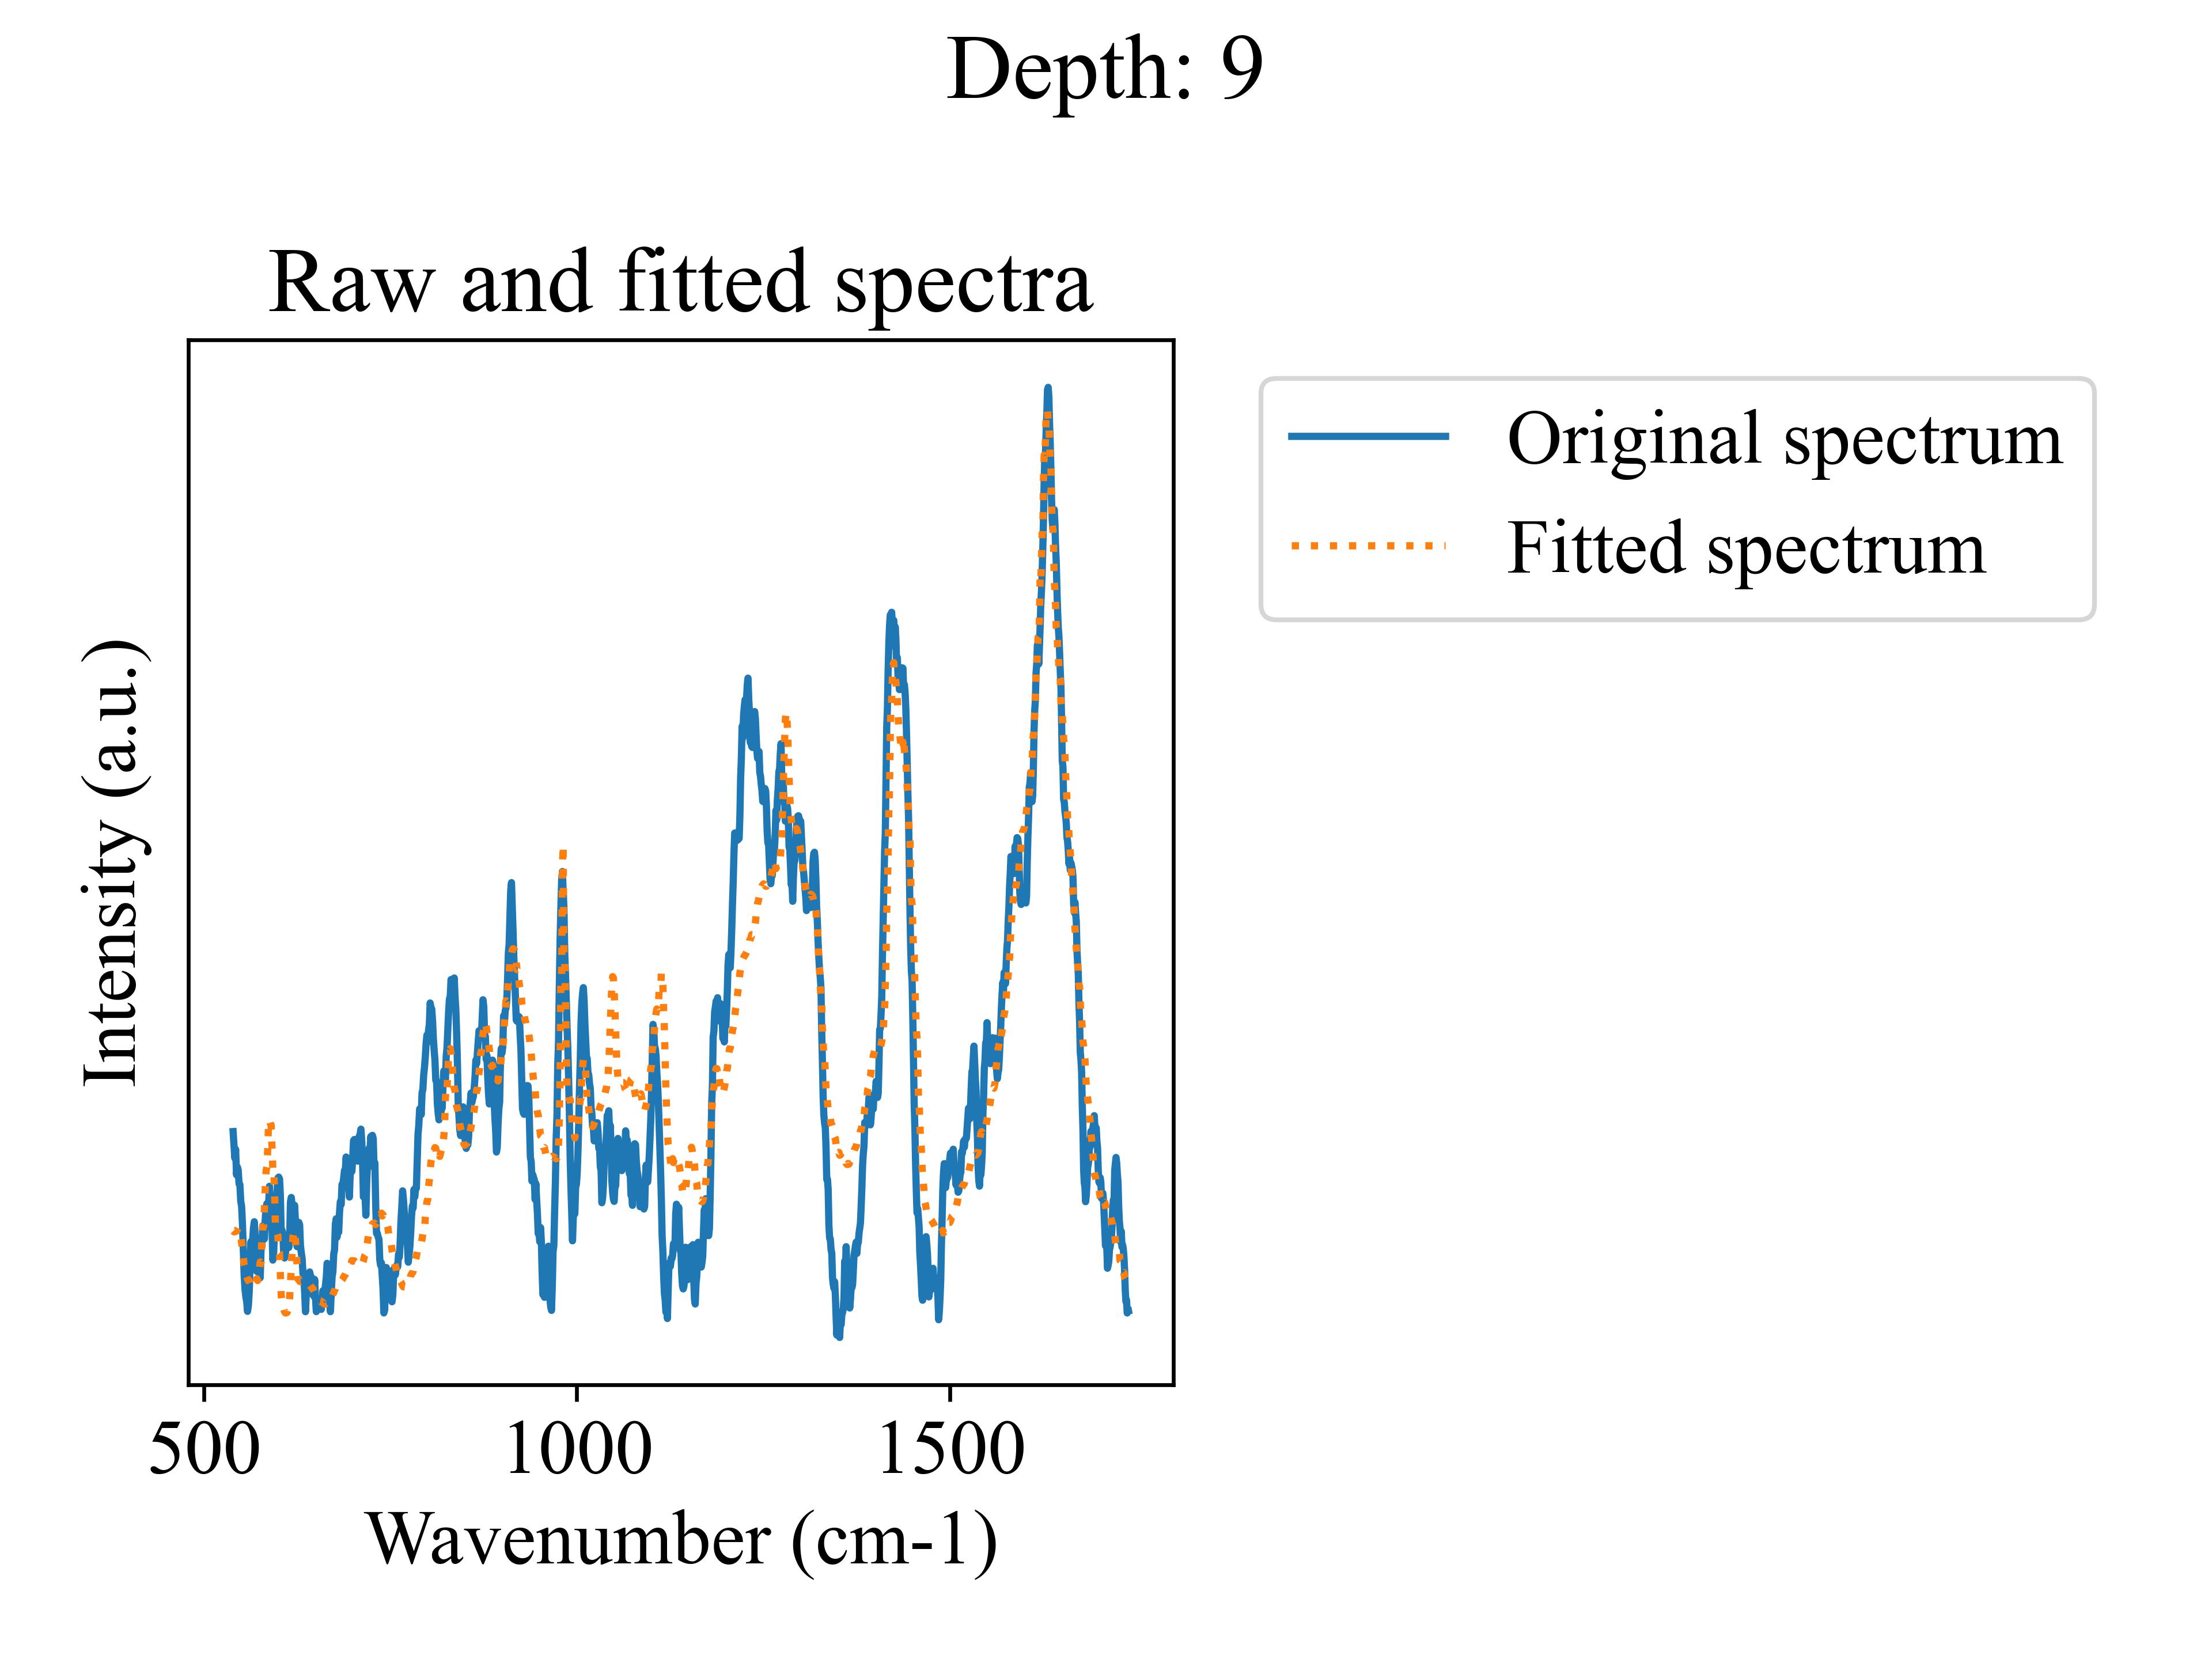 Depth: 9
Raw and fitted spectra
Original spectrum
Fitted spectrum
Intensity (a.u.)
500 1000 1500
Wavenumber (cm-1)